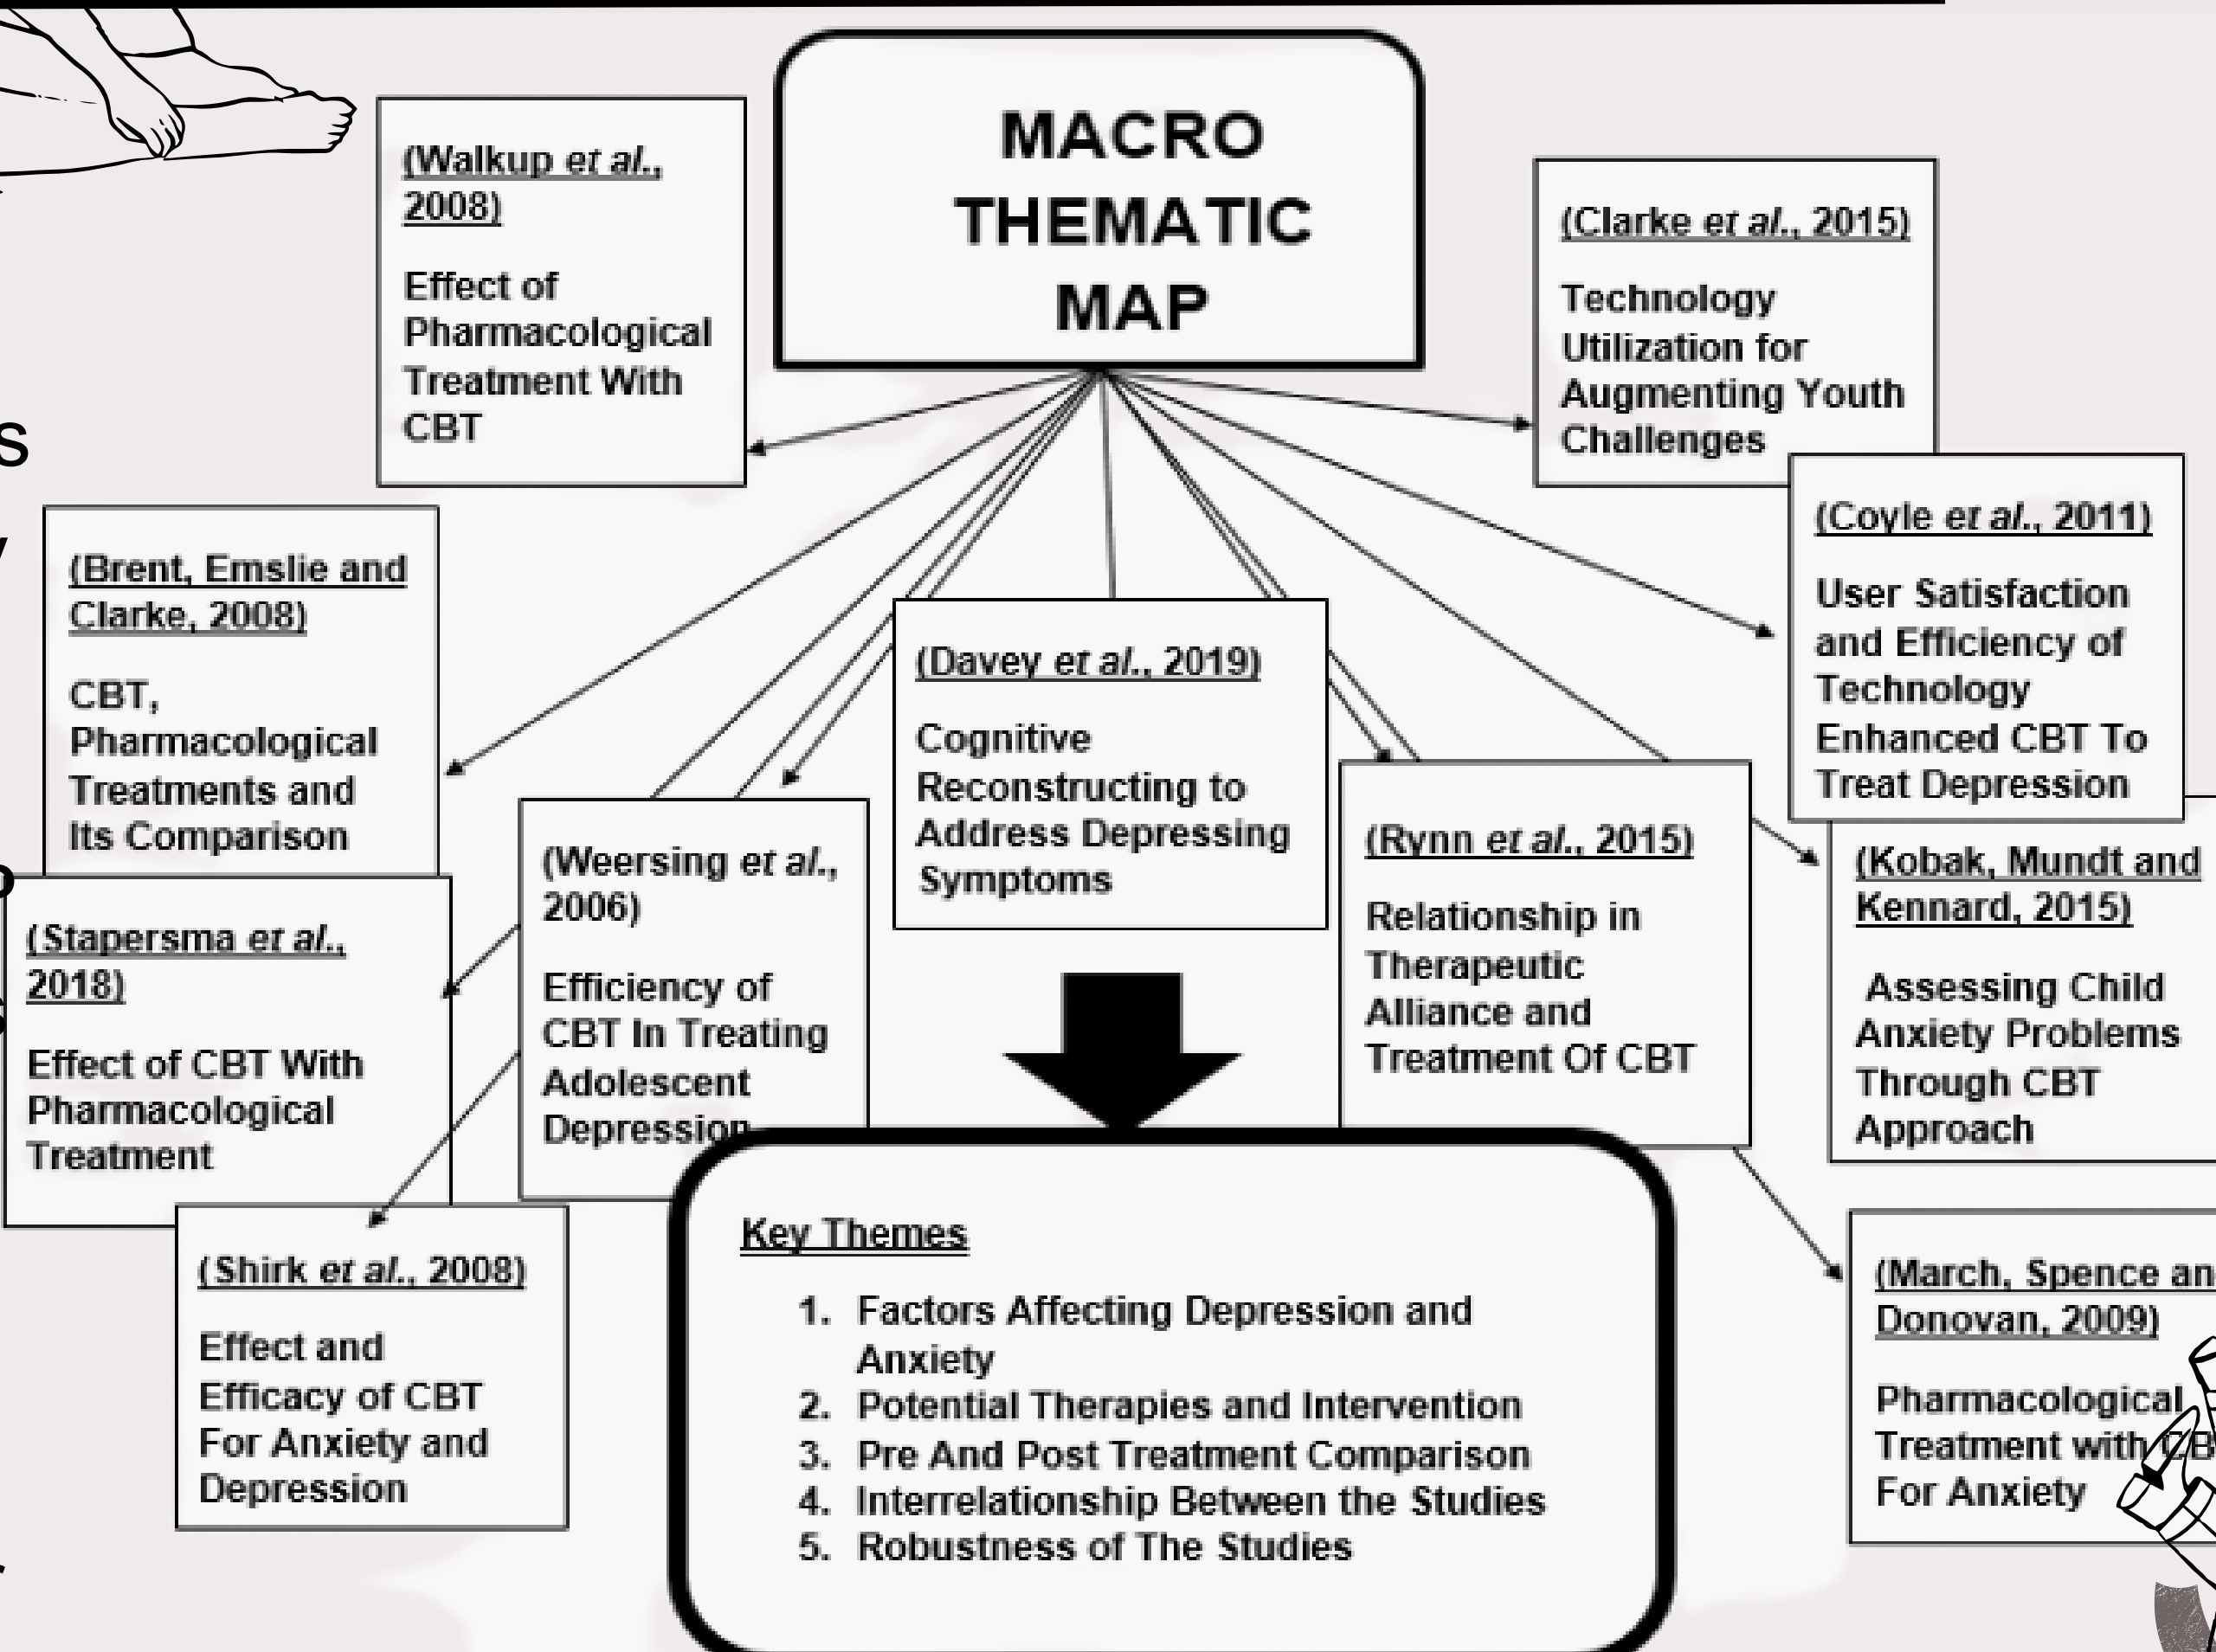 MACRO
THEMATIC
MAP
(Walkup et al.,
2008)
Effect of
Pharmacological
Treatment With
CBT
(Clarke et al., 2015)
Technology
Utilization for
Augmenting Youth
Challenges
(Brent, Emslie and
Clarke, 2008)
CBT,
Pharmacological
Treatments and
Its Comparison
(Coyle et al., 2011)
User Satisfaction
and Efficiency of
Technology
Enhanced CBT To
Treat Depression
(Davey et al., 2019)
Cognitive
Reconstructing to
Address Depressing
Symptoms
(Stapersma et al.,
2018)
Effect of CBT With
Pharmacological
Treatment
(Weersing et al.,
2006)
Efficiency of
CBT In Treating
Adolescent
Depression
(Rynn et al., 2015)
Relationship in
Therapeutic
Alliance and
Treatment Of CBT
(Kobak, Mundt and
Kennard, 2015)
Assessing Child
Anxiety Problems
Through CBT
Approach
(Shirk et al., 2008)
Effect and
Efficacy of CBT
For Anxiety and
Depression
Key Themes
1. Factors Affecting Depression and
Anxiety
2. Potential Therapies and Intervention
3. Pre And Post Treatment Comparison
4. Interrelationship Between the Studies
5. Robustness of The Studies
(March, Spence an
Donovan, 2009)
Pharmacological
Treatment with CB
For Anxiety